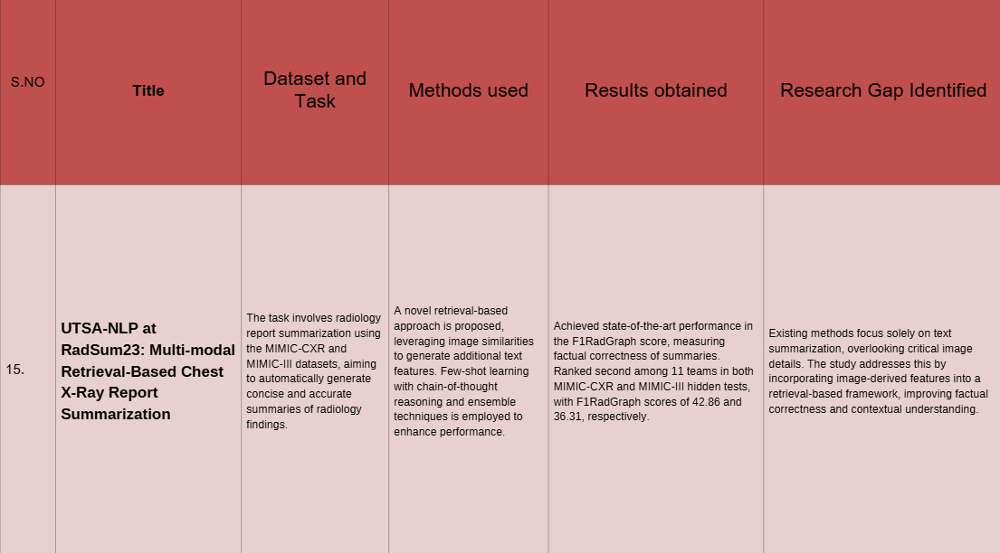 S.NO
Title
Dataset and
Task
Methods used
Results obtained
Research Gap Identified
15.
UTSA-NLP at
RadSum23: Multi-modal
Retrieval-Based Chest
X-Ray Report
Summarization
The task involves radiology
report summarization using
the MIMIC-CXR and
MIMIC-III datasets, aiming
to automatically generate
concise and accurate
summaries of radiology
findings.
A novel retrieval-based
approach is proposed,
leveraging image similarities
to generate additional text
features. Few-shot learning
with chain-of-thought
reasoning and ensemble
techniques is employed to
enhance performance.
Achieved state-of-the-art performance in
the F1RadGraph score, measuring
factual correctness of summaries.
Ranked second among 11 teams in both
MIMIC-CXR and MIMIC-III hidden tests,
with F1RadGraph scores of 42.86 and
36.31, respectively.
Existing methods focus solely on text
summarization, overlooking critical image
details. The study addresses this by
incorporating image-derived features into a
retrieval-based framework, improving factual
correctness and contextual understanding.